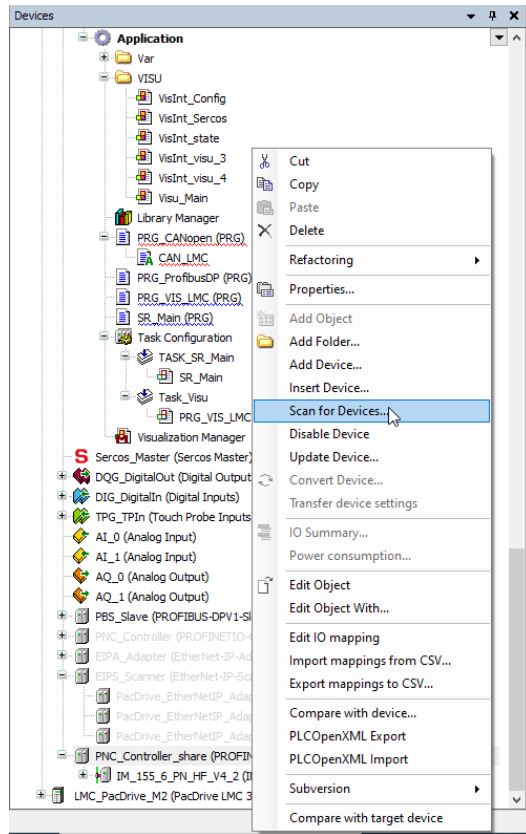 Devices
Application
Var
VISU
VisInt_Config
VisInt_Sercos
VisInt_state
VisInt_visu_3
VisInt_visu_4
Visu_Main
Library Manager
PRG_CANopen (PRG)
CAN_LMC
PRG_ProfibusDP (PRG)
PRG_VIS_LMC (PRG)
SR_Main (PRG)
Task Configuration
TASK_SR_Main
SR_Main
Task_Visu
PRG_VIS_LMC
Visualization Manager
Sercos_Master (Sercos Master)
DQG_DigitalOut (Digital Output
DIG_DigitalIn (Digital Inputs)
TPG_TPIn (Touch Probe Inputs
AI_0 (Analog Input)
AI_1 (Analog Input)
AQ_0 (Analog Output)
AQ_1 (Analog Output)
PBS_Slave (PROFIBUS-DPV1-Sl
PNC_Controller (PROFINETIO-
EIPA_Adapter (EtherNet-IP-Ad
EIPS_Scanner (EtherNet-IP-Sc
PacDrive_EtherNetIP_Adap
PacDrive_EtherNetIP_Adap
PacDrive_EtherNetIP_Adap
PNC_Controller_share (PROFIN
IM_155_6_PN_HF_V4_2 (I
LMC_PacDrive_M2 (PacDrive LMC 3
Cut
Copy
Paste
Delete
Refactoring
Properties...
Add Object
Add Folder...
Add Device...
Insert Device...
Scan for Devices...
Disable Device
Update Device...
Convert Device...
Transfer device settings
IO Summary...
Power consumption...
Edit Object
Edit Object With...
Edit IO mapping
Import mappings from CSV...
Export mappings to CSV...
Compare with device...
PLCOpenXML Export
PLCOpenXML Import
Subversion
Compare with target device